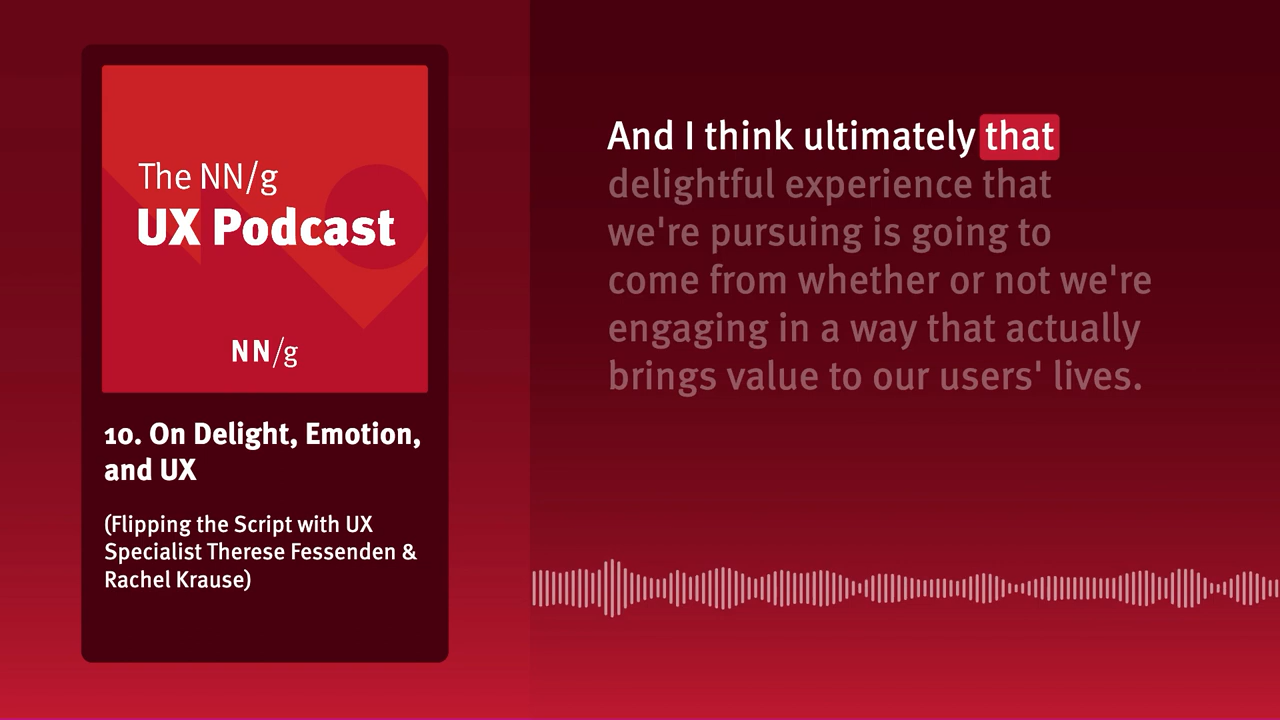 The NN/g
UX Podcast
NN/g
10. On Delight, Emotion,
and UX
(Flipping the Script with UX
Specialist Therese Fessenden &
Rachel Krause)
And I think ultimately that
delightful experience that
we're pursuing is going to
come from whether or not we're
engaging in a way that actually
brings value to our users' lives.